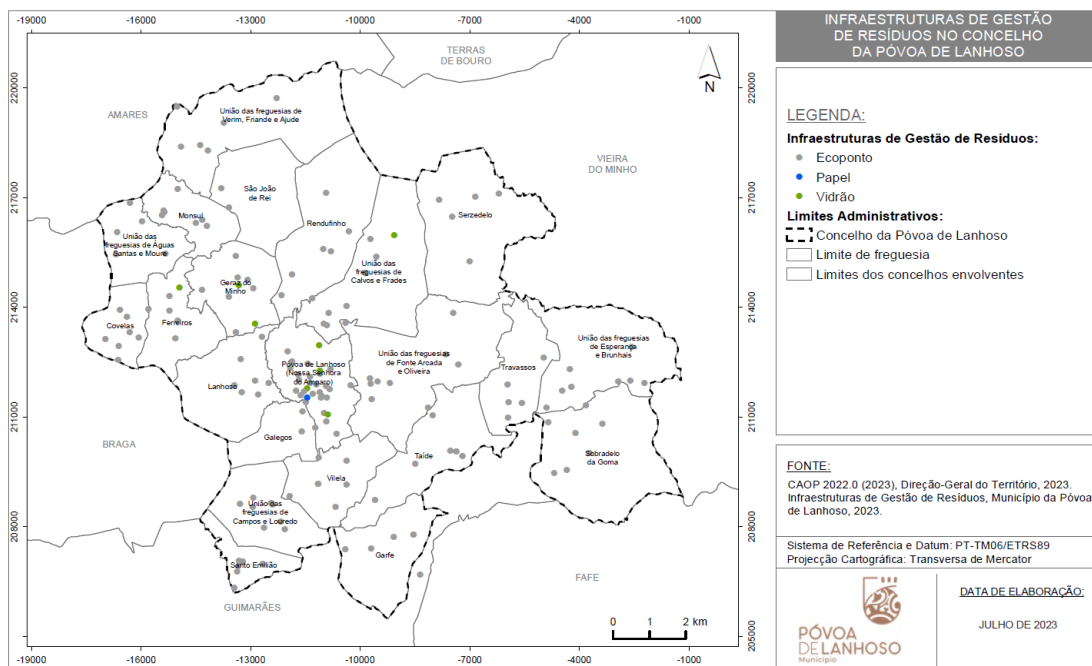 -19000
-16000
-13000
-10000
-7000
-4000
-1000
220000
217000
214000
211000
208000
205000
220000
217000
214000
211000
208000
205000
TERRAS
DE BOURO
AMARES
VIEIRA
DO MINHO
BRAGA
GUIMARÃES
FAFE
N
União das freguesias de
Verim, Friande e Ajude
São João
de Rei
Monsul
Rendufinho
Serzedelo
União das
freguesias de Águas
Santas e Moure
União das
freguesias de
Calvos e Frades
Geraz do
Minho
Covelas
Ferreiros
Póvoa de Lanhoso
(Nossa Senhora
do Amparo)
União das freguesias
de Fonte Arcada
e Oliveira
Travassos
União das freguesias
de Esperança
e Brunhais
Lanhoso
Galegos
Taíde
Sobradelo
da Goma
Vilela
União das
freguesias de
Campos e Louredo
Garfe
Santo Emilião
0 1 2 km
-19000
-16000
-13000
-10000
-7000
-4000
-1000
INFRAESTRUTURAS DE GESTÃO
DE RESÍDUOS NO CONCELHO
DA PÓVOA DE LANHOSO
LEGENDA:
Infraestruturas de Gestão de Resíduos:
Ecoponto
Papel
Vidrão
Limites Administrativos:
Concelho da Póvoa de Lanhoso
Limite de freguesia
Limites dos concelhos envolventes
FONTE:
CAOP 2022.0 (2023), Direção-Geral do Território, 2023.
Infraestruturas de Gestão de Resíduos, Município da Póvoa
de Lanhoso, 2023.
Sistema de Referência e Datum: PT-TM06/ETRS89
Projecção Cartográfica: Transversa de Mercator
PÓVOA
DE LANHOSO
Município
DATA DE ELABORAÇÃO:
JULHO DE 2023